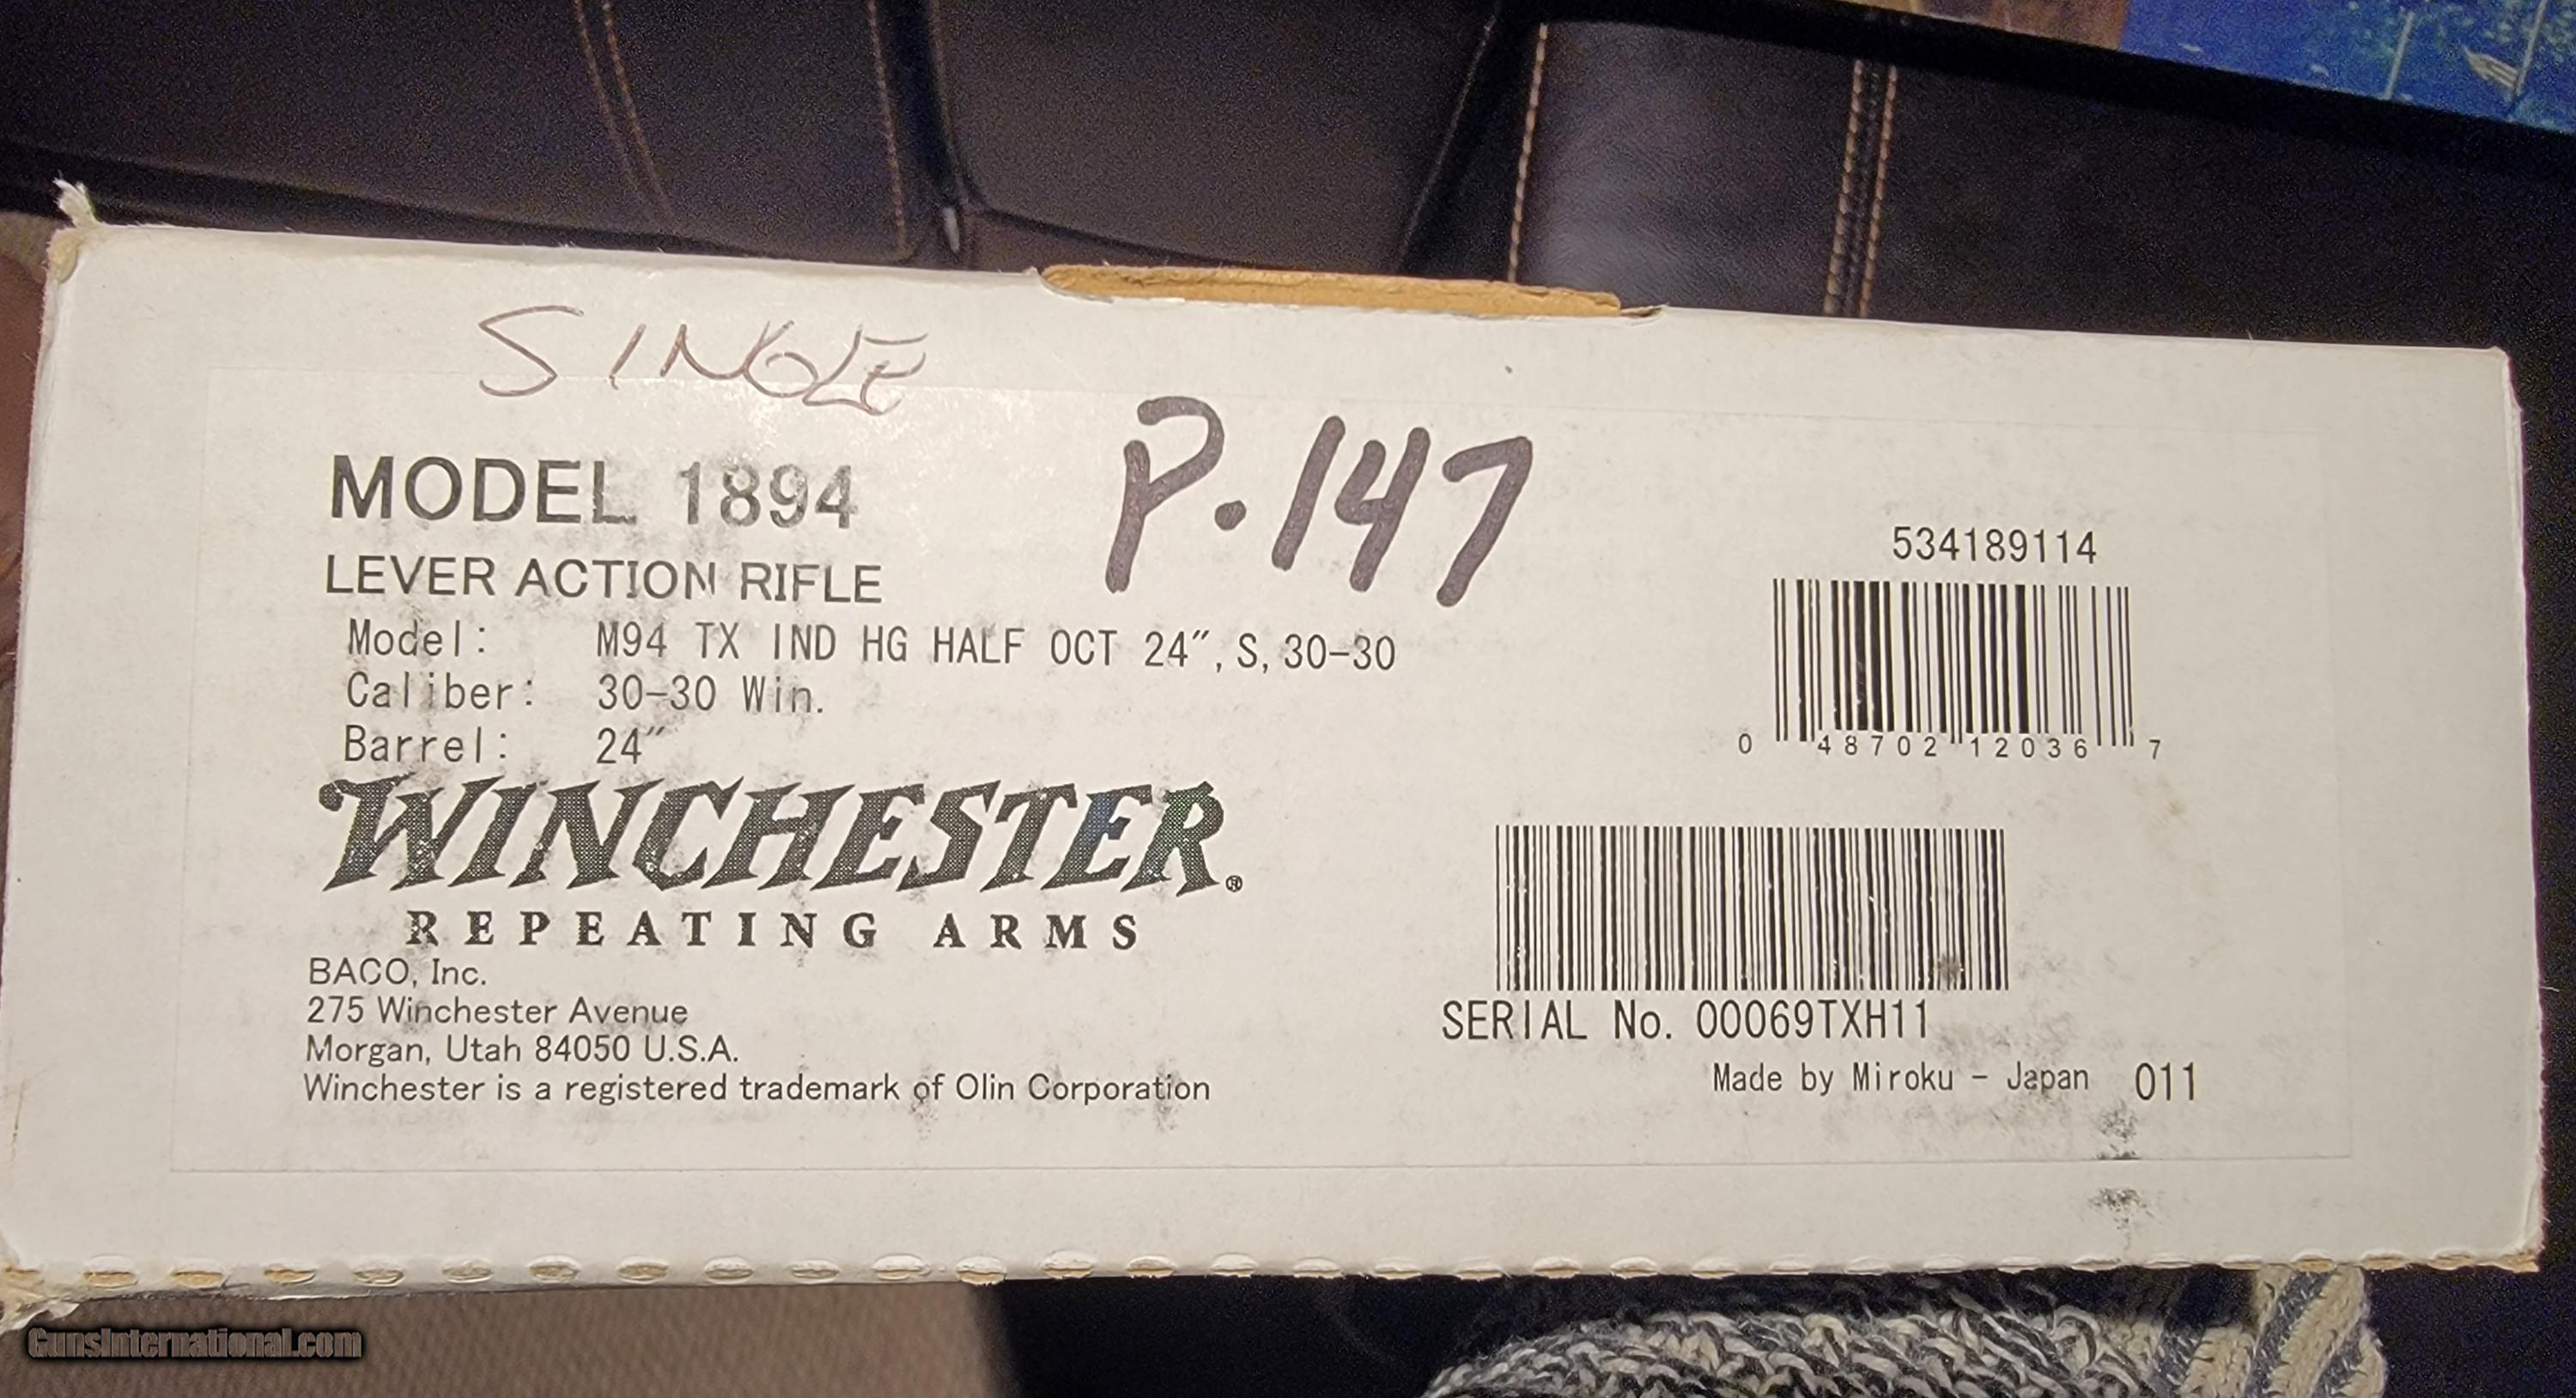 SINGLE
P.147
MODEL 1894
LEVER ACTION RIFLE
Model: M94 TX IND HG HALF OCT 24", S, 30-30
Caliber: 30-30 Win.
Barrel: 24"
WINCHESTER®
REPEATING ARMS
BACO, Inc.
275 Winchester Avenue
Morgan, Utah 84050 U.S.A.
Winchester is a registered trademark of Olin Corporation
534189114
0 48702 12036 7
SERIAL No. 00069TXH11
Made by Miroku - Japan 011
GunsInternational.com